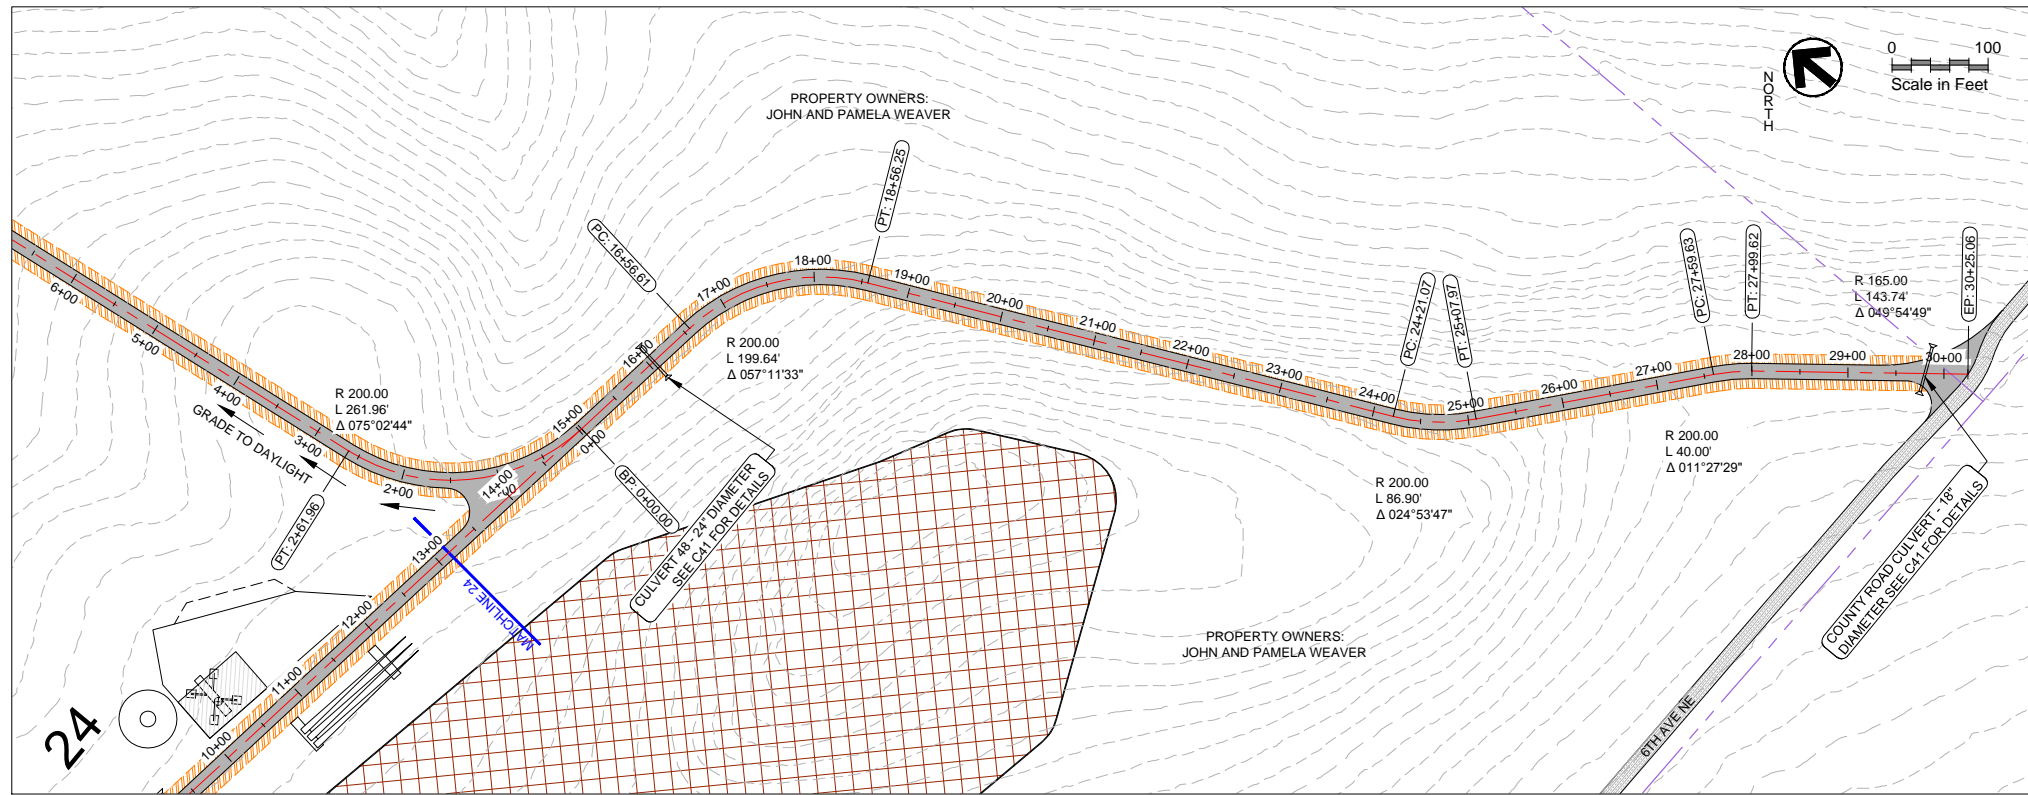 PROPERTY OWNERS:
JOHN AND PAMELA WEAVER
NORTH
0 100
Scale in Feet
PC: 16+56.61
PT: 18+56.25
PC: 24+21.07
PT: 25+07.97
PC: 27+59.63
PT: 27+99.62
EP: 30+25.06
R 165.00
L 143.74'
Δ 049°54'49"
6+00
5+00
4+00
3+00
2+00
GRADE TO DAYLIGHT
R 200.00
L 261.96'
Δ 075°02'44"
PT: 2+61.96
R 200.00
L 199.64'
Δ 057°11'33"
10+00
11+00
12+00
13+00
14+00
15+00
0+00
16+00
17+00
18+00
19+00
20+00
21+00
22+00
23+00
24+00
25+00
26+00
27+00
28+00
29+00
30+00
BP: 0+00.00
CULVERT 48 - 24" DIAMETER
SEE C41 FOR DETAILS
R 200.00
L 86.90'
Δ 024°53'47"
R 200.00
L 40.00'
Δ 011°27'29"
COUNTY ROAD CULVERT - 18"
DIAMETER SEE C41 FOR DETAILS
MATCHLINE 24
PROPERTY OWNERS:
JOHN AND PAMELA WEAVER
6TH AVE NE
24